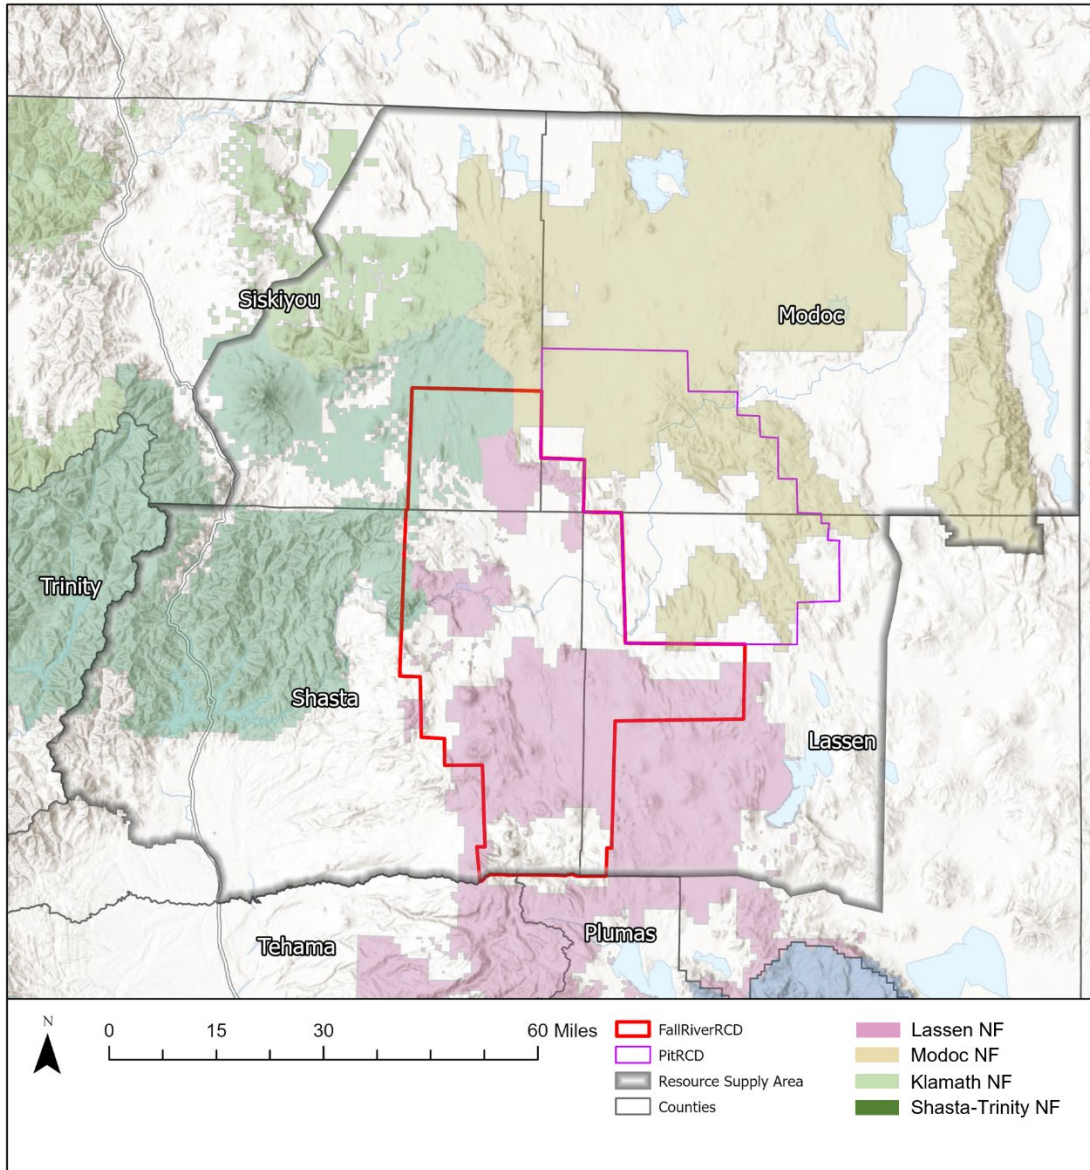 Siskiyou
Modoc
Trinity
Shasta
Lassen
Tehama
Plumas
N
0 15 30 60 Miles
FallRiverRCD
PitRCD
Resource Supply Area
Counties
Lassen NF
Modoc NF
Klamath NF
Shasta-Trinity NF